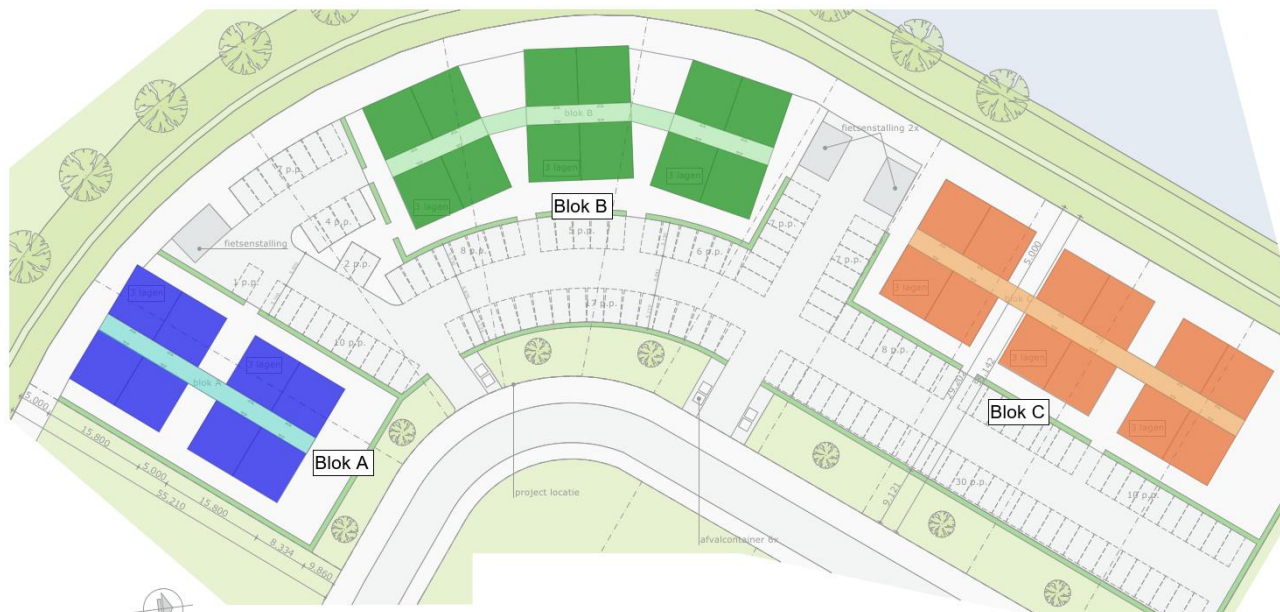 blok B
fietsenstalling 2x
7 p.p.
3 lagen
3 lagen
3 lagen
Blok B
4 p.p.
fietsenstalling
2 p.p.
8 p.p.
5 p.p.
6 p.p.
7 p.p.
7 p.p.
5.000
1 p.p.
3 lagen
3 lagen
blok C
17 p.p.
10 p.p.
3 lagen
8 p.p.
3 lagen
blok A
5.000
Blok C
3 lagen
15.800
5.000
Blok A
55.210
15.800
8.334
9.860
project locatie
30 p.p.
10 p.p.
9.121
afvalcontainer 6x